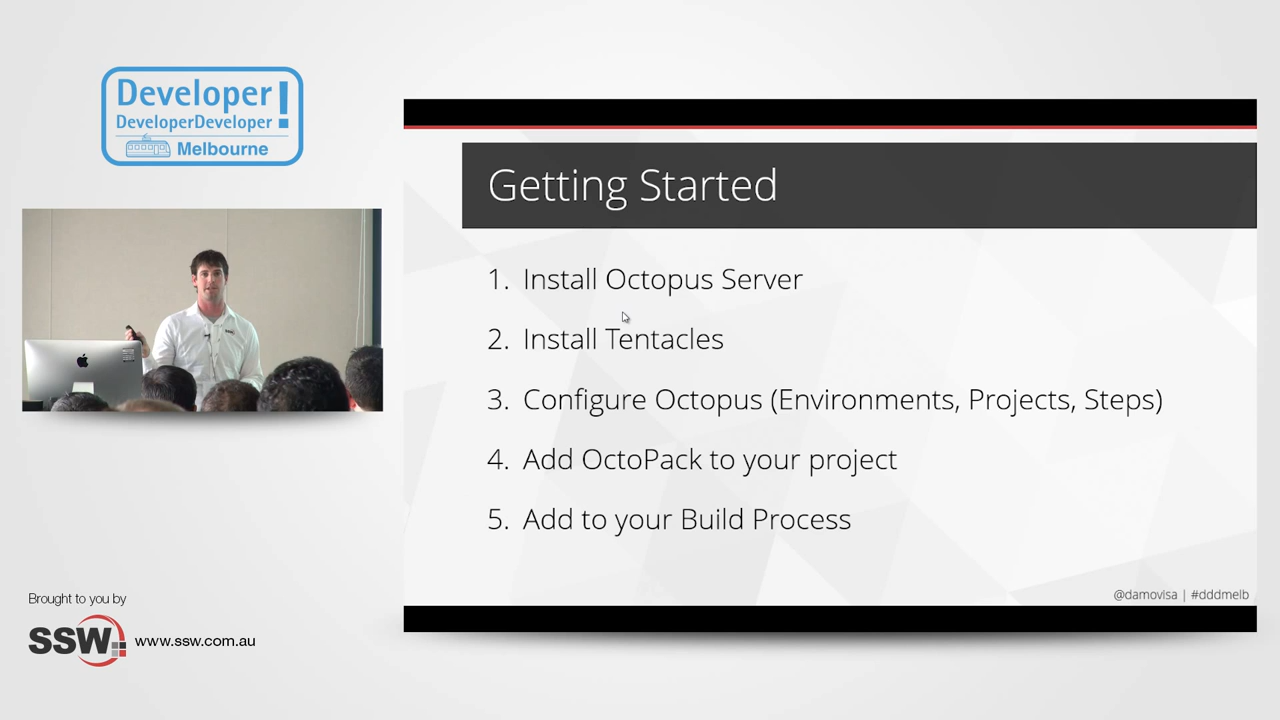 Developer!
DeveloperDeveloper
Melbourne
Getting Started
1. Install Octopus Server
2. Install Tentacles
3. Configure Octopus (Environments, Projects, Steps)
4. Add OctoPack to your project
5. Add to your Build Process
@damovisa | #dddmelb
Brought to you by
SSW
www.ssw.com.au